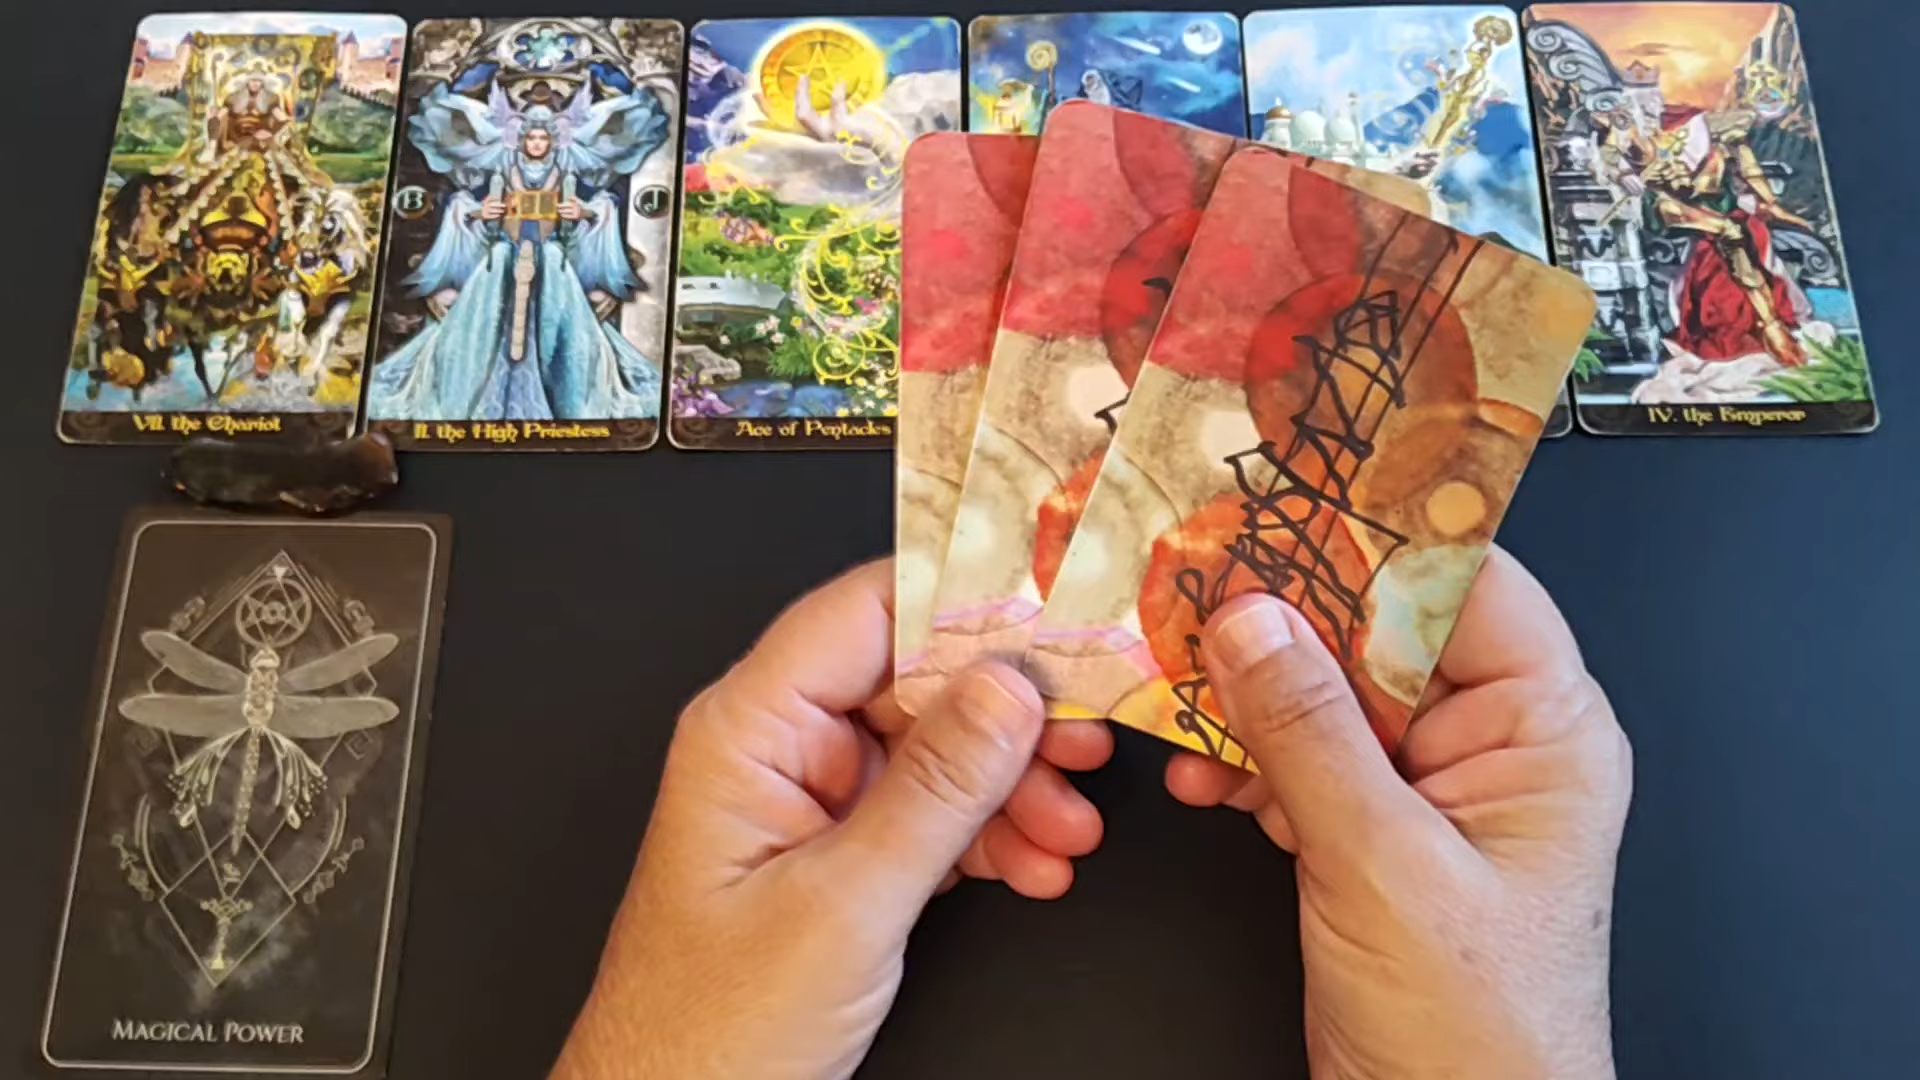 VII. the Chariot
II. the High Priestess
Ace of Pentacles
IV. the Emperor
B
J
MAGICAL POWER